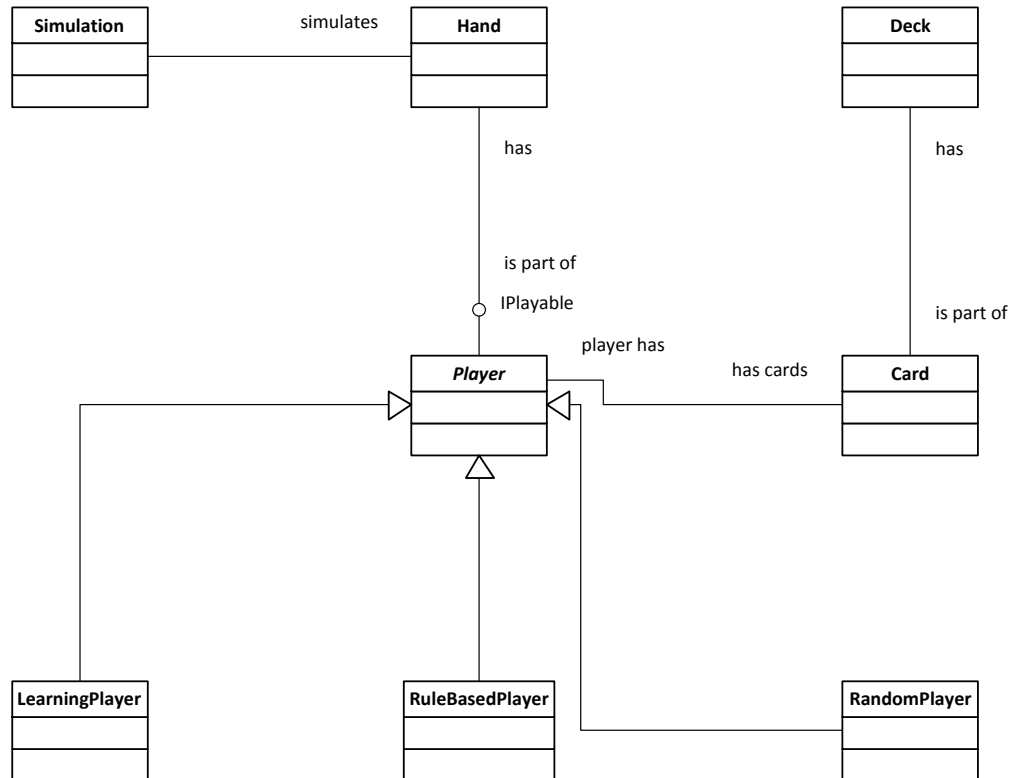 Simulation
simulates
Hand
Deck
has
has
is part of
IPlayable
is part of
player has
Player
has cards
Card
LearningPlayer
RuleBasedPlayer
RandomPlayer